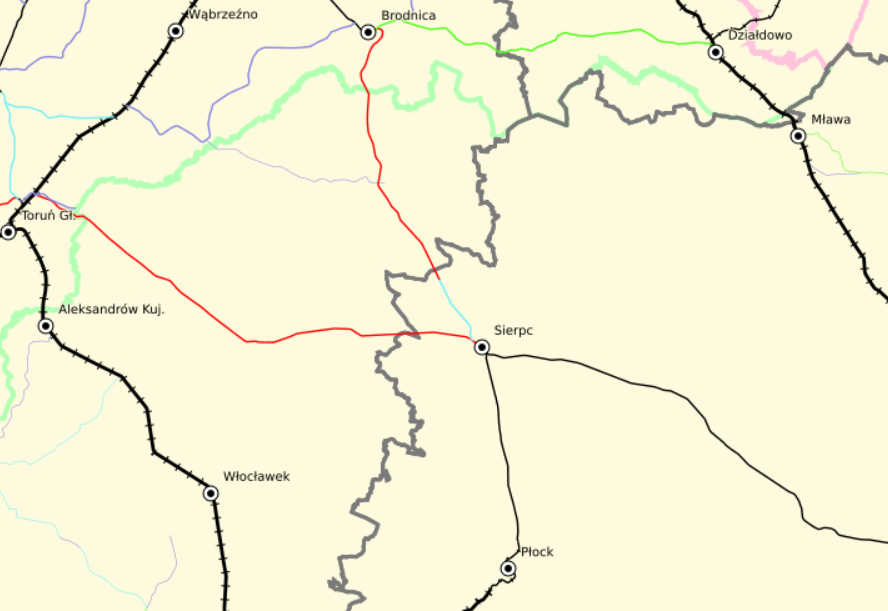 Wąbrzeźno
Brodnica
Działdowo
Mława
Toruń Gł.
Aleksandrów Kuj.
Sierpc
Włocławek
Płock